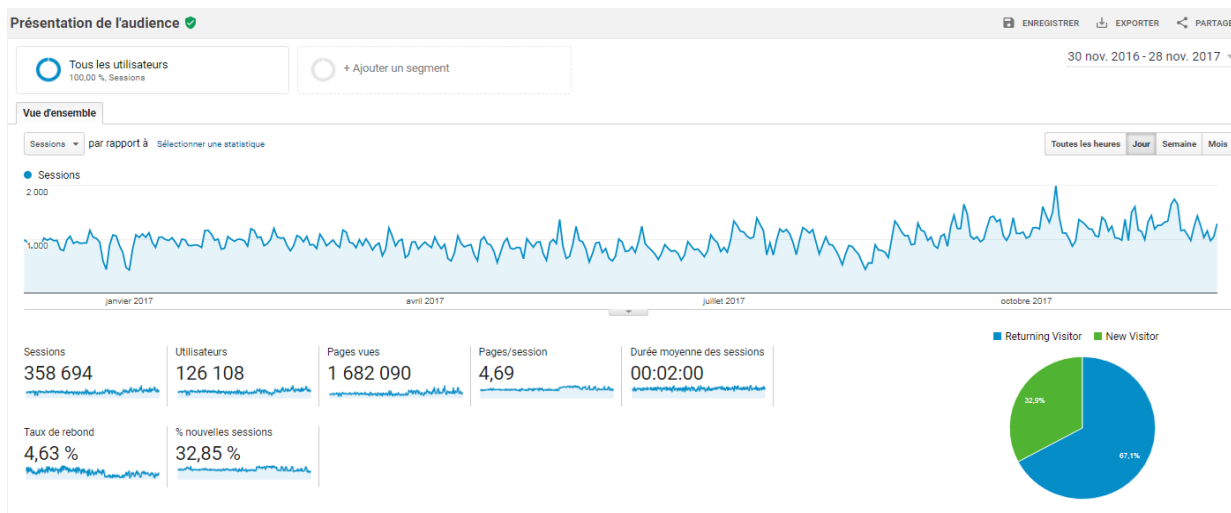 Présentation de l'audience
ENREGISTRER EXPORTER PARTAGE
Tous les utilisateurs
100,00 %, Sessions
+ Ajouter un segment
30 nov. 2016 - 28 nov. 2017
Vue d'ensemble
Sessions par rapport à Sélectionner une statistique
Toutes les heures Jour Semaine Mois
Sessions
2 000
1,000
janvier 2017 avril 2017 juillet 2017 octobre 2017
Returning Visitor New Visitor
Sessions Utilisateurs Pages vues Pages/session Durée moyenne des sessions
358 694 126 108 1 682 090 4,69 00:02:00
32,9%
67,1%
Taux de rebond % nouvelles sessions
4,63 % 32,85 %